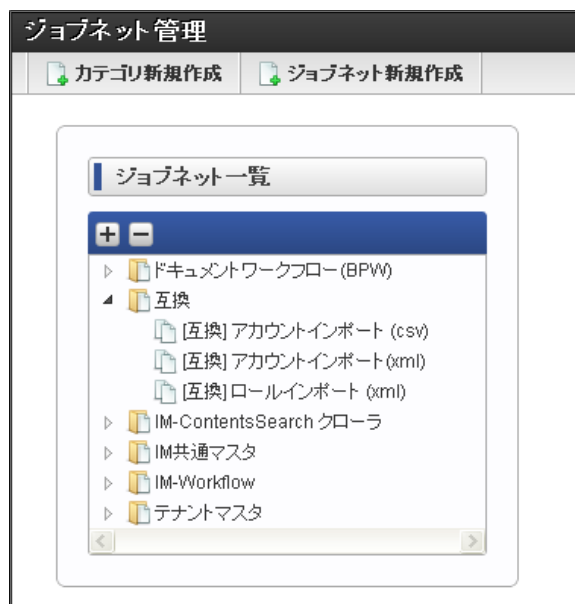 ジョブネット管理
カテゴリ新規作成 ジョブネット新規作成
ジョブネット一覧
ドキュメントワークフロー(BPW)
互換
[互換] アカウントインポート (csv)
[互換] アカウントインポート(xml)
[互換] ロールインポート (xml)
IM-ContentsSearch クローラ
IM共通マスタ
IM-Workflow
テナントマスタ